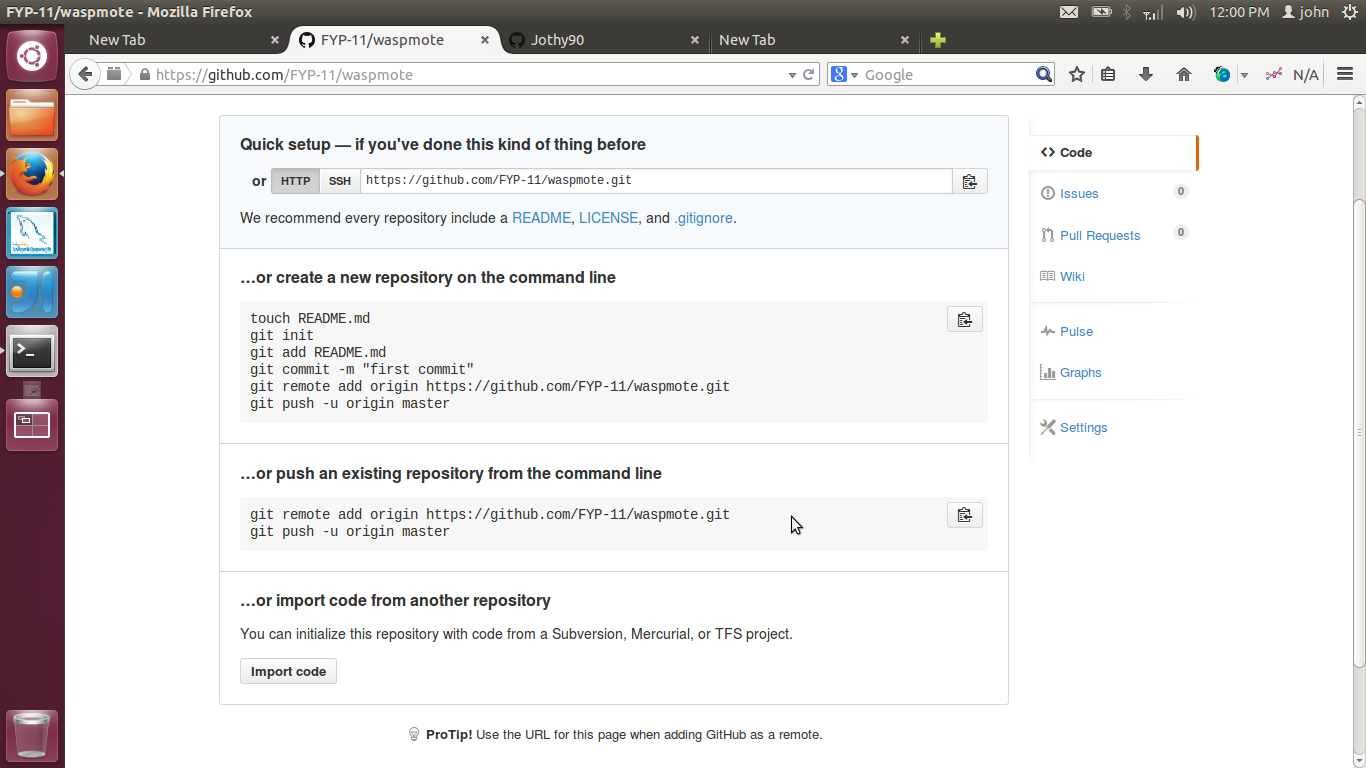 FYP-11/waspmote - Mozilla Firefox
12:00 PM
john
New Tab
FYP-11/waspmote
Jothy90
New Tab
https://github.com/FYP-11/waspmote
Google
N/A
Quick setup — if you've done this kind of thing before
or HTTP SSH https://github.com/FYP-11/waspmote.git
We recommend every repository include a README, LICENSE, and .gitignore.
…or create a new repository on the command line
touch README.md
git init
git add README.md
git commit -m "first commit"
git remote add origin https://github.com/FYP-11/waspmote.git
git push -u origin master
…or push an existing repository from the command line
git remote add origin https://github.com/FYP-11/waspmote.git
git push -u origin master
…or import code from another repository
You can initialize this repository with code from a Subversion, Mercurial, or TFS project.
Import code
ProTip! Use the URL for this page when adding GitHub as a remote.
Code
Issues 0
Pull Requests 0
Wiki
Pulse
Graphs
Settings